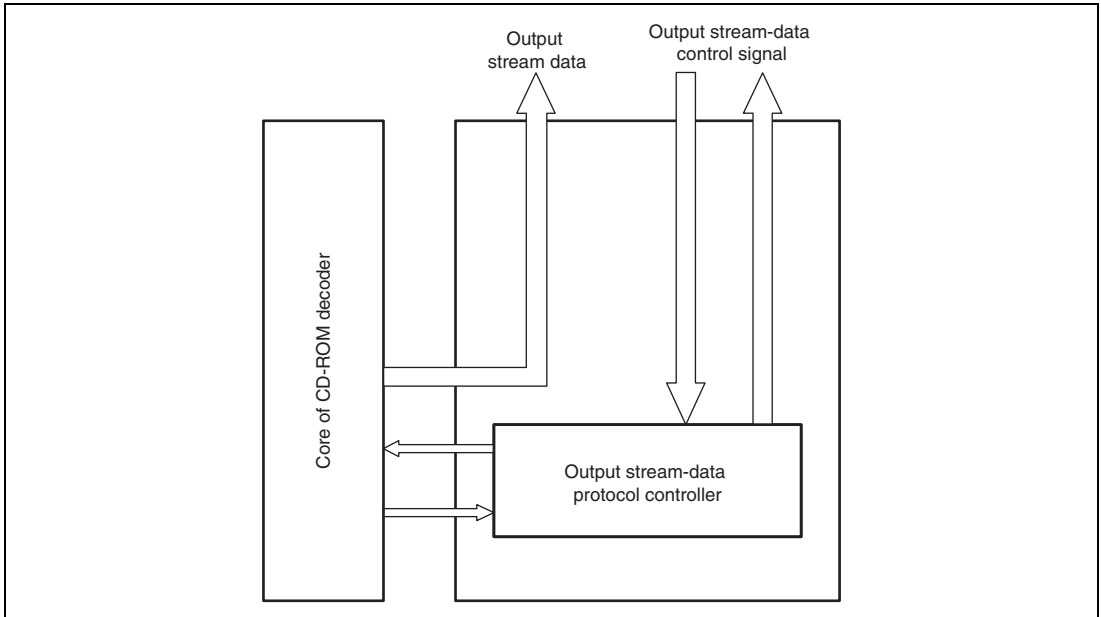 Output
stream data
Output stream-data
control signal
Core of CD-ROM decoder
Output stream-data
protocol controller